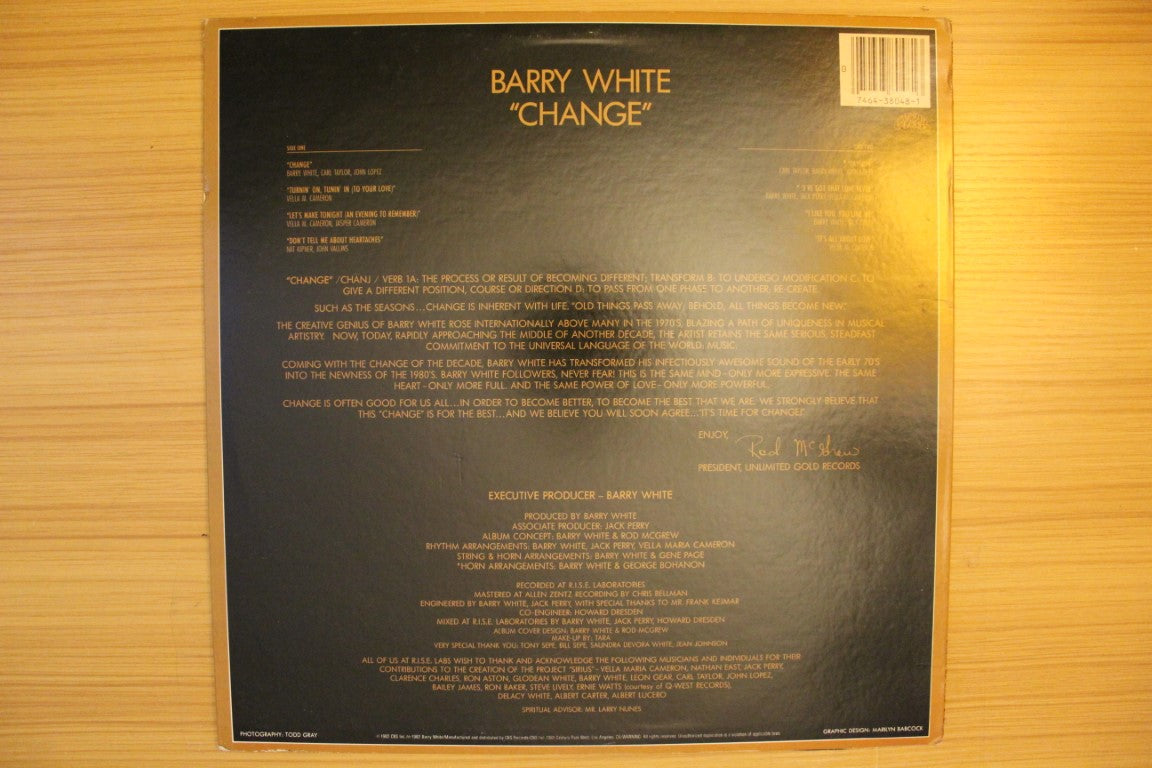 BARRY WHITE
"CHANGE"
7464-38048-1
SIDE ONE
"CHANGE"
BARRY WHITE, CARL TAYLOR, JOHN LOPEZ
"TURNIN' ON, TUNIN' IN (TO YOUR LOVE)"
VELLA M. CAMERON
"LET'S MAKE TONIGHT (AN EVENING TO REMEMBER)"
VELLA M. CAMERON, JASPER CAMERON
"DON'T TELL ME ABOUT HEARTACHES"
NAT KIPNER, JOHN VALLINS
"I LIKE YOU, YOU LIKE ME"
"IT'S ALL ABOUT LOVE"
"CHANGE" /CHANJ / VERB 1A: THE PROCESS OR RESULT OF BECOMING DIFFERENT; TRANSFORM B: TO UNDERGO MODIFICATION C: TO
GIVE A DIFFERENT POSITION, COURSE OR DIRECTION D: TO PASS FROM ONE PHASE TO ANOTHER; RE-CREATE.
SUCH AS THE SEASONS...CHANGE IS INHERENT WITH LIFE. "OLD THINGS PASS AWAY; BEHOLD, ALL THINGS BECOME NEW."
THE CREATIVE GENIUS OF BARRY WHITE ROSE INTERNATIONALLY ABOVE MANY IN THE 1970'S, BLAZING A PATH OF UNIQUENESS IN MUSICAL
ARTISTRY. NOW, TODAY, RAPIDLY APPROACHING THE MIDDLE OF ANOTHER DECADE, THE ARTIST RETAINS THE SAME SERIOUS, STEADFAST
COMMITMENT TO THE UNIVERSAL LANGUAGE OF THE WORLD: MUSIC.
COMING WITH THE CHANGE OF THE DECADE, BARRY WHITE HAS TRANSFORMED HIS INFECTIOUSLY AWESOME SOUND OF THE EARLY 70'S
INTO THE NEWNESS OF THE 1980'S. BARRY WHITE FOLLOWERS, NEVER FEAR! THIS IS THE SAME MIND - ONLY MORE EXPRESSIVE. THE SAME
HEART - ONLY MORE FULL. AND THE SAME POWER OF LOVE - ONLY MORE POWERFUL.
CHANGE IS OFTEN GOOD FOR US ALL...IN ORDER TO BECOME BETTER, TO BECOME THE BEST THAT WE ARE. WE STRONGLY BELIEVE THAT
THIS "CHANGE" IS FOR THE BEST...AND WE BELIEVE YOU WILL SOON AGREE..."IT'S TIME FOR CHANGE!"
ENJOY,
Rod McGrew
PRESIDENT, UNLIMITED GOLD RECORDS
EXECUTIVE PRODUCER – BARRY WHITE
PRODUCED BY BARRY WHITE
ASSOCIATE PRODUCER: JACK PERRY
ALBUM CONCEPT: BARRY WHITE & ROD MCGREW
RHYTHM ARRANGEMENTS: BARRY WHITE, JACK PERRY, VELLA MARIA CAMERON
STRING & HORN ARRANGEMENTS: BARRY WHITE & GENE PAGE
*HORN ARRANGEMENTS: BARRY WHITE & GEORGE BOHANON
RECORDED AT R.I.S.E. LABORATORIES
MASTERED AT ALLEN ZENTZ RECORDING BY CHRIS BELLMAN
ENGINEERED BY BARRY WHITE, JACK PERRY, WITH SPECIAL THANKS TO MR. FRANK KEJMAR
CO-ENGINEER: HOWARD DRESDEN
MIXED AT R.I.S.E. LABORATORIES BY BARRY WHITE, JACK PERRY, HOWARD DRESDEN
ALBUM COVER DESIGN: BARRY WHITE & ROD MCGREW
MAKE-UP BY: TARA
VERY SPECIAL THANK YOU: TONY SEPE, BILL SEPE, SAUNDRA DEVORA WHITE, JEAN JOHNSON
ALL OF US AT R.I.S.E. LABS WISH TO THANK AND ACKNOWLEDGE THE FOLLOWING MUSICIANS AND INDIVIDUALS FOR THEIR
CONTRIBUTIONS TO THE CREATION OF THE PROJECT "SIRIUS" - VELLA MARIA CAMERON, NATHAN EAST, JACK PERRY,
CLARENCE CHARLES, RON ASTON, GLODEAN WHITE, BARRY WHITE, LEON GEAR, CARL TAYLOR, JOHN LOPEZ,
BAILEY JAMES, RON BAKER, STEVE LIVELY, ERNIE WATTS (courtesy of Q-WEST RECORDS),
DELACY WHITE, ALBERT CARTER, ALBERT LUCERO
SPIRITUAL ADVISOR: MR. LARRY NUNES
PHOTOGRAPHY: TODD GRAY
GRAPHIC DESIGN: MARILYN BABCOCK